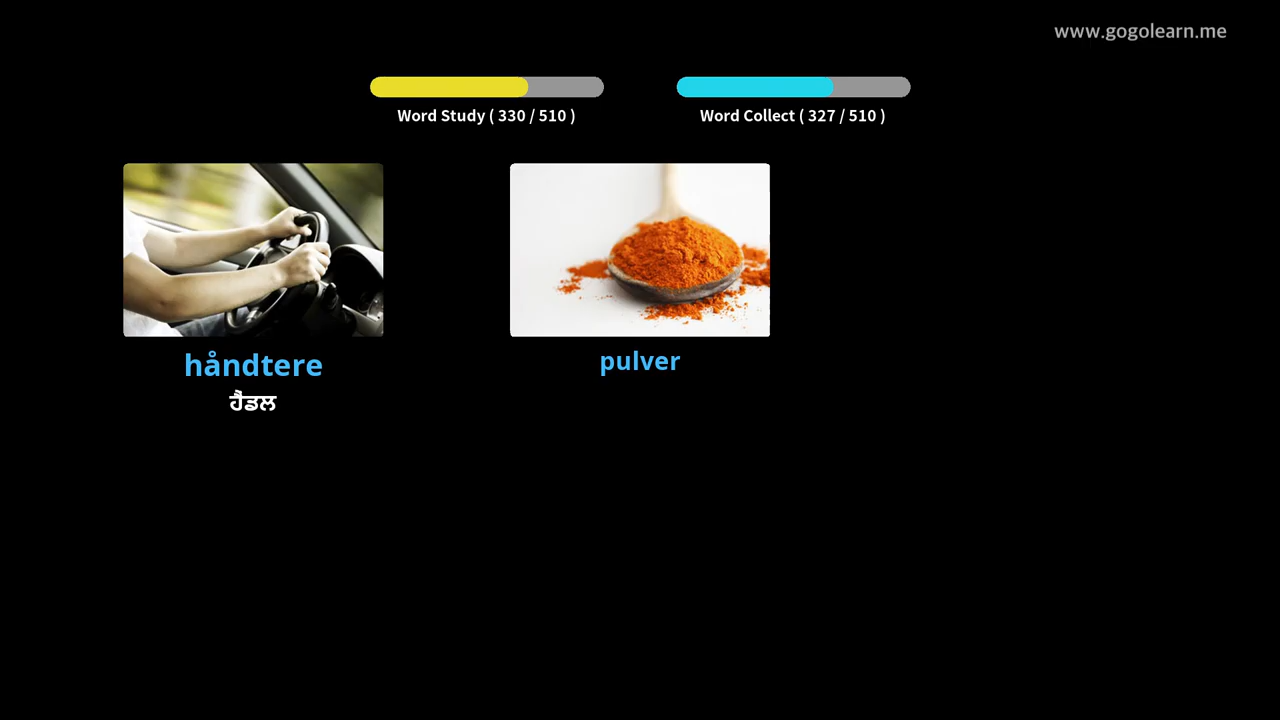 www.gogolearn.me
Word Study ( 330 / 510 )
Word Collect ( 327 / 510 )
håndtere
ਹੈਂਡਲ
pulver